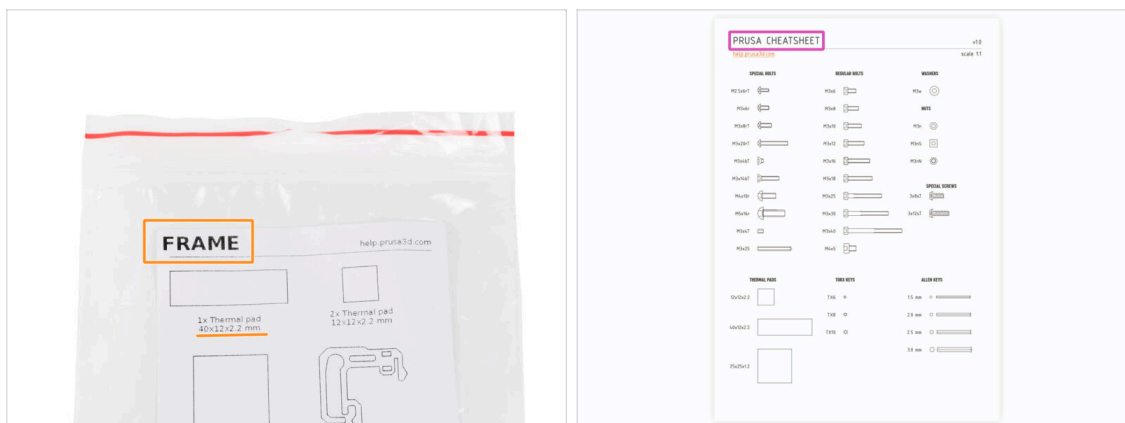 FRAME
help.prusa3d.com
1x Thermal pad
40x12x2.2 mm
2x Thermal pad
12x12x2.2 mm
PRUSA CHEATSHEET
v1.0
help.prusa3d.com
scale 1:1
SPECIAL BOLTS
M2.5x6rT
M3x6r
M3x8rT
M3x20rT
M3x4bT
M3x14bT
M4x10r
M5x16r
M3x4T
M3x25
REGULAR BOLTS
M3x6
M3x8
M3x10
M3x12
M3x16
M3x18
M3x25
M3x30
M3x40
M4x5
WASHERS
M3w
NUTS
M3n
M3nS
M3nN
SPECIAL SCREWS
3x8sT
3x12sT
THERMAL PADS
12x12x2.2
40x12x2.2
25x25x1.2
TORX KEYS
TX6
TX8
TX10
ALLEN KEYS
1.5 mm
2.0 mm
2.5 mm
3.0 mm